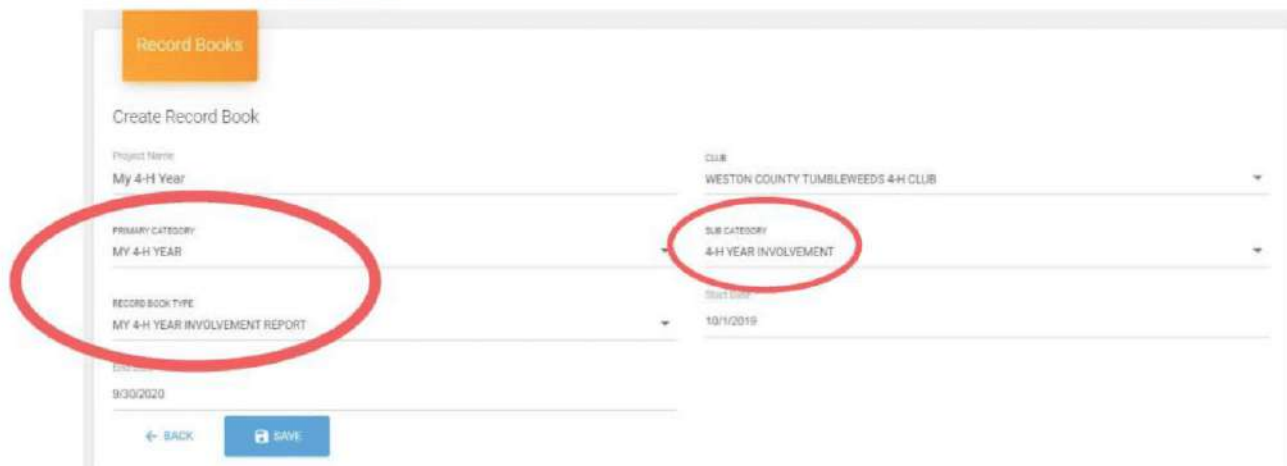 Record Books
Create Record Book
Project Name
My 4-H Year
CLUB
WESTON COUNTY TUMBLEWEEDS 4-H CLUB
PRIMARY CATEGORY
MY 4-H YEAR
SUB CATEGORY
4-H YEAR INVOLVEMENT
RECORD BOOK TYPE
MY 4-H YEAR INVOLVEMENT REPORT
Start Date
10/1/2019
End Date
9/30/2020
← BACK
SAVE